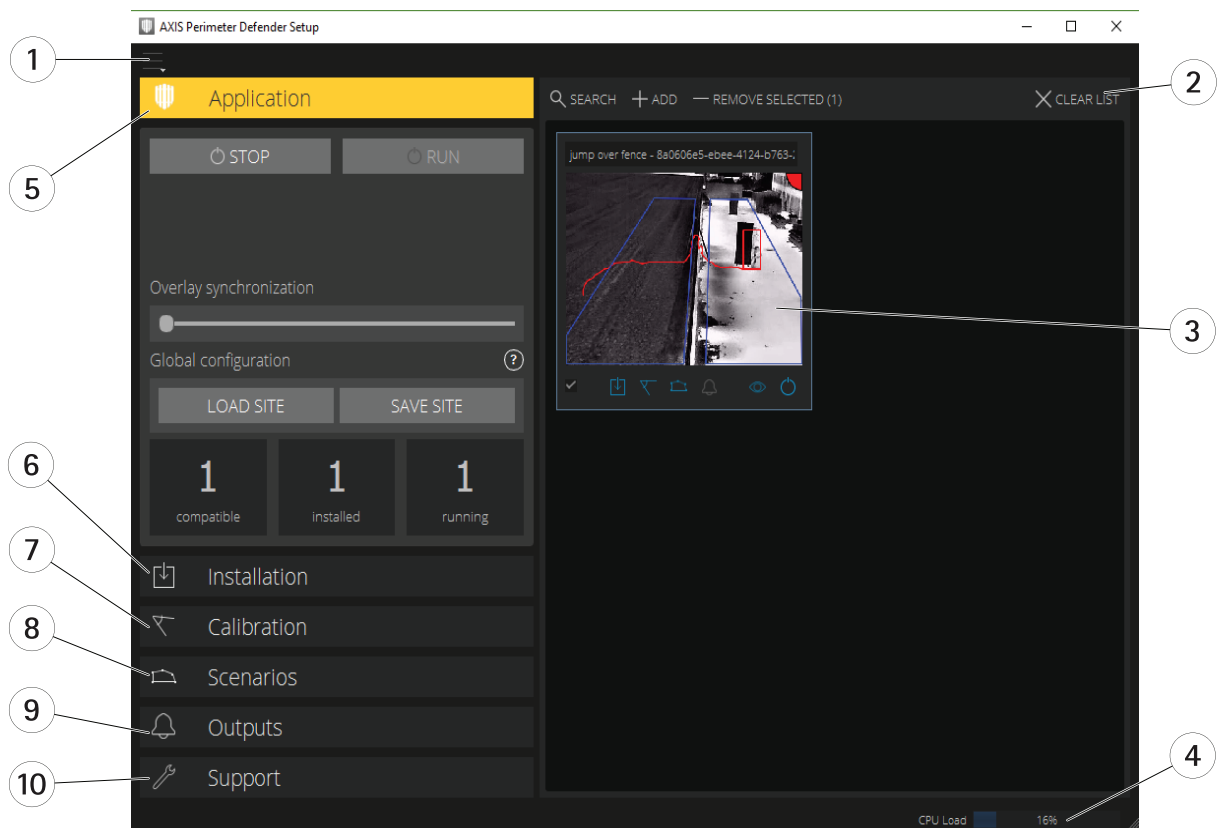 AXIS Perimeter Defender Setup
1
2
Application
SEARCH ADD REMOVE SELECTED (1) CLEAR LIST
5
STOP RUN
jump over fence - 8a0606e5-ebee-4124-b763-
Overlay synchronization
3
Global configuration ?
LOAD SITE SAVE SITE
6
1 1 1
compatible installed running
7
Installation
8
Calibration
Scenarios
9
Outputs
10
Support
4
CPU Load 16%